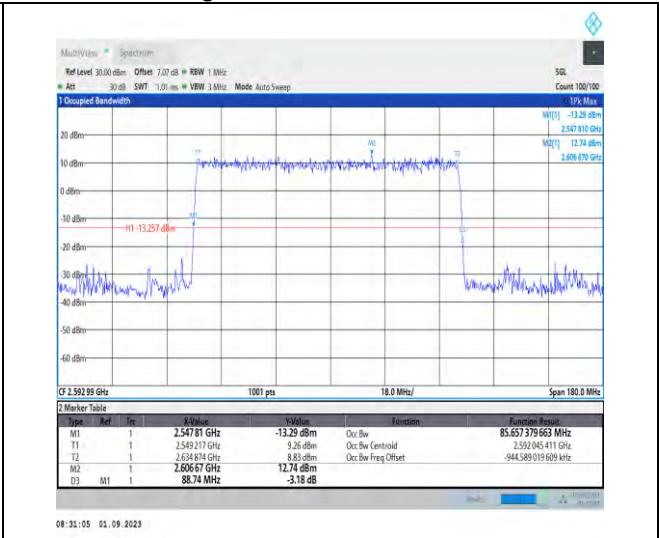 MultiView Spectrum
Ref Level 30.00 dBm Offset 7.07 dB RBW 1 MHz SGL
Att 30 dB SWT 1.01 ms VBW 3 MHz Mode Auto Sweep Count 100/100
1 Occupied Bandwidth 1Pk Max
M1[1] -13.29 dBm
2.547 810 GHz
20 dBm M2 M2[1] 12.74 dBm
T1 T2 2.606 670 GHz
10 dBm
0 dBm
-10 dBm M1
H1 -13.257 dBm D3
-20 dBm
-30 dBm
-40 dBm
-50 dBm
-60 dBm
CF 2.592 99 GHz 1001 pts 18.0 MHz/ Span 180.0 MHz
2 Marker Table
Type Ref Trc X-Value Y-Value Function Function Result
M1 1 2.547 81 GHz -13.29 dBm Occ Bw 85.657 379 663 MHz
T1 1 2.549 217 GHz 9.26 dBm Occ Bw Centroid 2.592 045 411 GHz
T2 1 2.634 874 GHz 8.83 dBm Occ Bw Freq Offset -944.589 019 609 kHz
M2 1 2.606 67 GHz 12.74 dBm
D3 M1 1 88.74 MHz -3.18 dB
08:31:05 01.09.2023